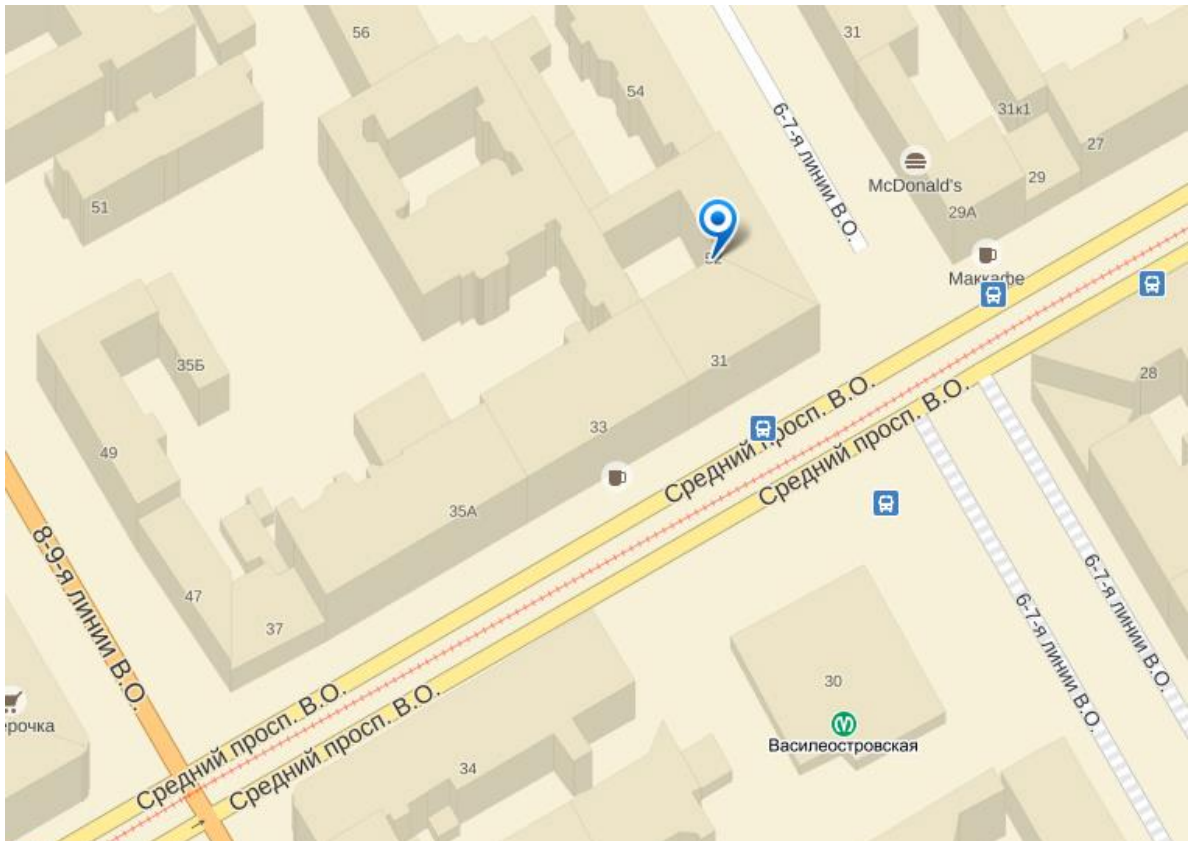 56
31
54
6-7-я линии В.О.
31к1
27
McDonald's
29
51
29А
52
Маккафе
35Б
31
28
Средний просп. В.О.
Средний просп. В.О.
33
49
35А
8-9-я линии В.О.
6-7-я линии В.О.
6-7-я линии В.О.
47
37
30
ерочка
Василеостровская
34
Средний просп. В.О.
Средний просп. В.О.